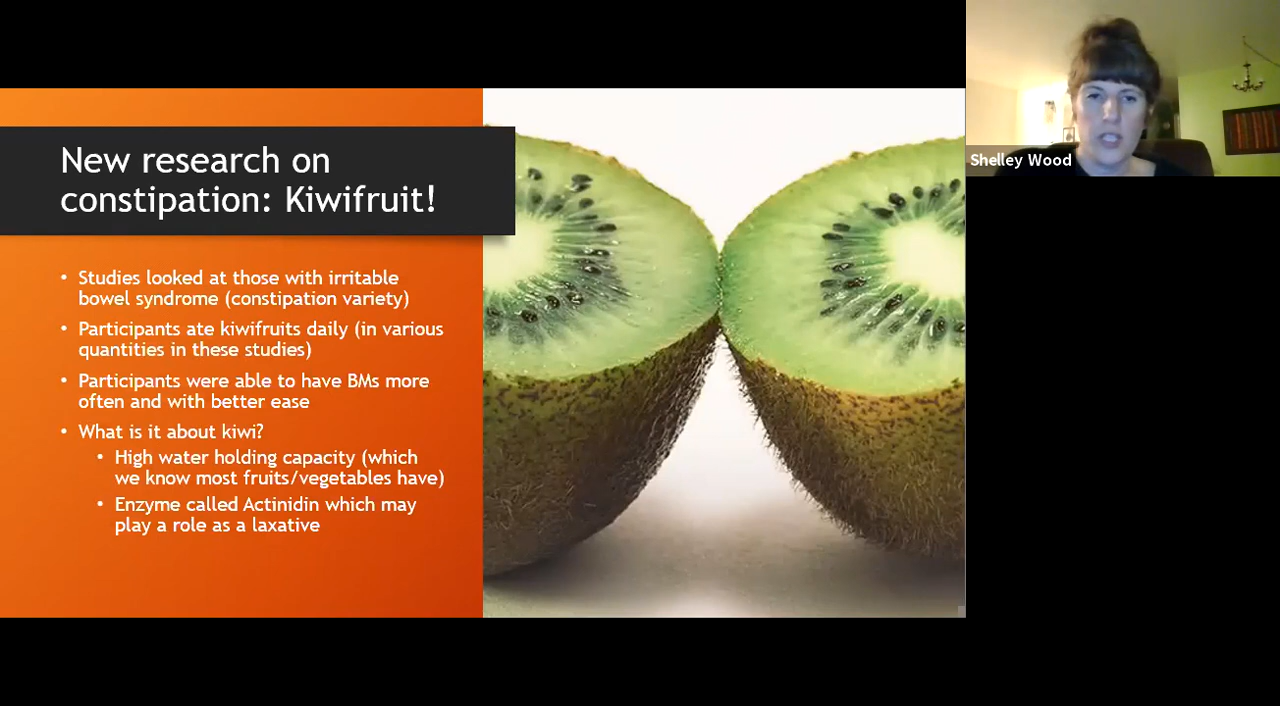 New research on
constipation: Kiwifruit!
• Studies looked at those with irritable
bowel syndrome (constipation variety)
• Participants ate kiwifruits daily (in various
quantities in these studies)
• Participants were able to have BMs more
often and with better ease
• What is it about kiwi?
• High water holding capacity (which
we know most fruits/vegetables have)
• Enzyme called Actinidin which may
play a role as a laxative
Shelley Wood